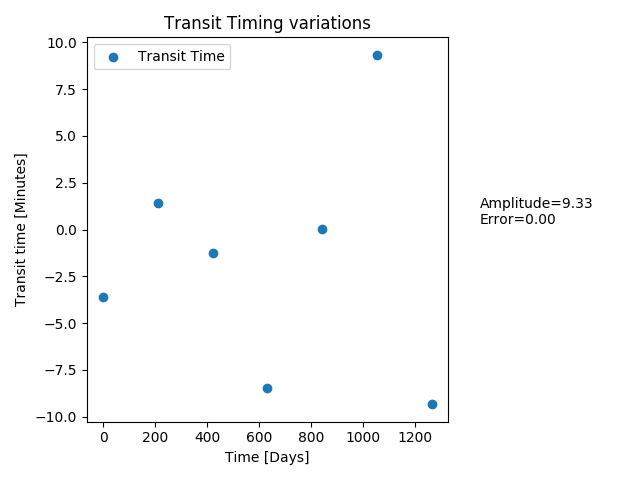 Transit Timing variations
Transit Time
10.0
7.5
5.0
2.5
0.0
−2.5
−5.0
−7.5
−10.0
Transit time [Minutes]
Amplitude=9.33
Error=0.00
0 200 400 600 800 1000 1200
Time [Days]